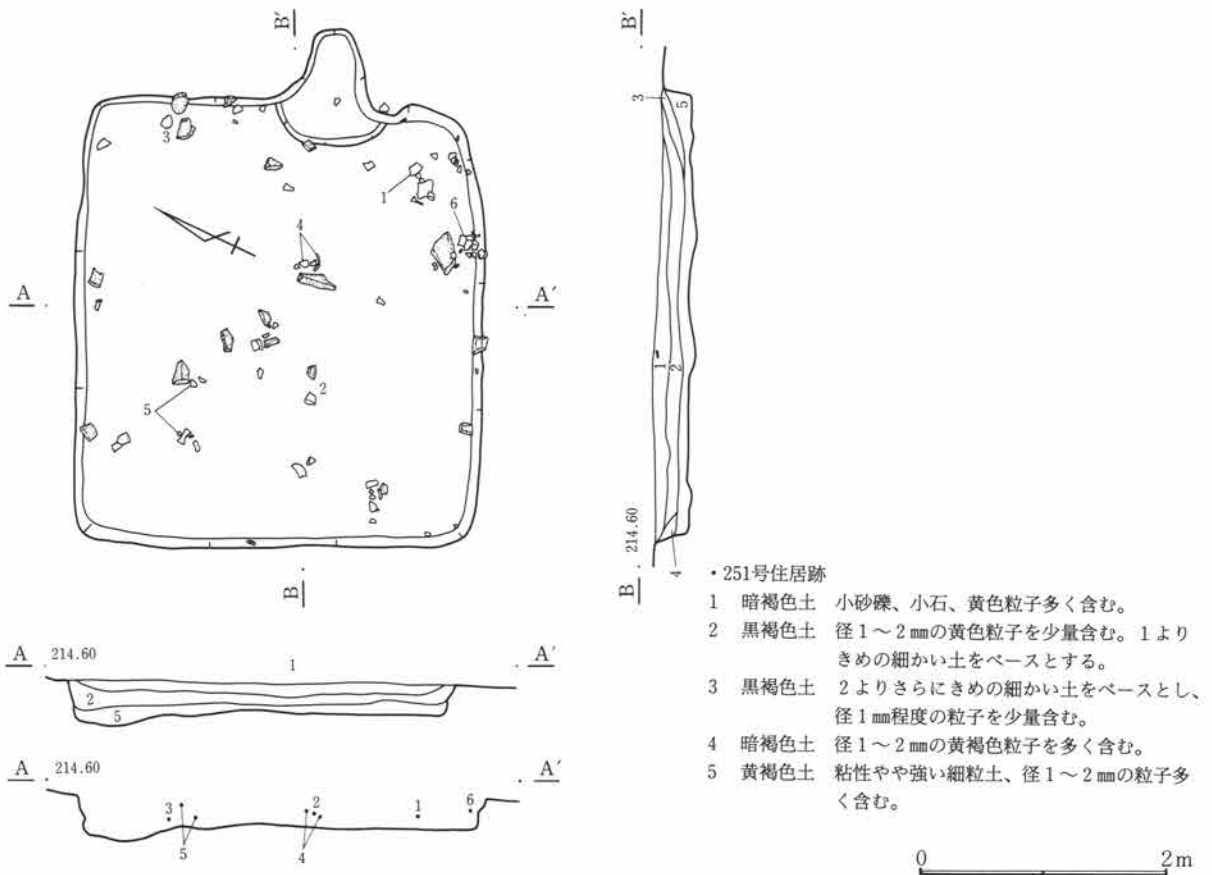 B′
B′
3
5
3
1
6
4
A
A′
1
2
2
5
B
214.60
B
4
・251号住居跡
1 暗褐色土 小砂礫、小石、黄色粒子多く含む。
2 黒褐色土 径1～2㎜の黄色粒子を少量含む。1より
きめの細かい土をベースとする。
3 黒褐色土 2よりさらにきめの細かい土をベースとし、
径1㎜程度の粒子を少量含む。
4 暗褐色土 径1～2㎜の黄褐色粒子を多く含む。
5 黄褐色土 粘性やや強い細粒土、径1～2㎜の粒子多
く含む。
A 214.60 1 A′
2
5
A 214.60 A′
3 2 1 6
5 4
0 2m